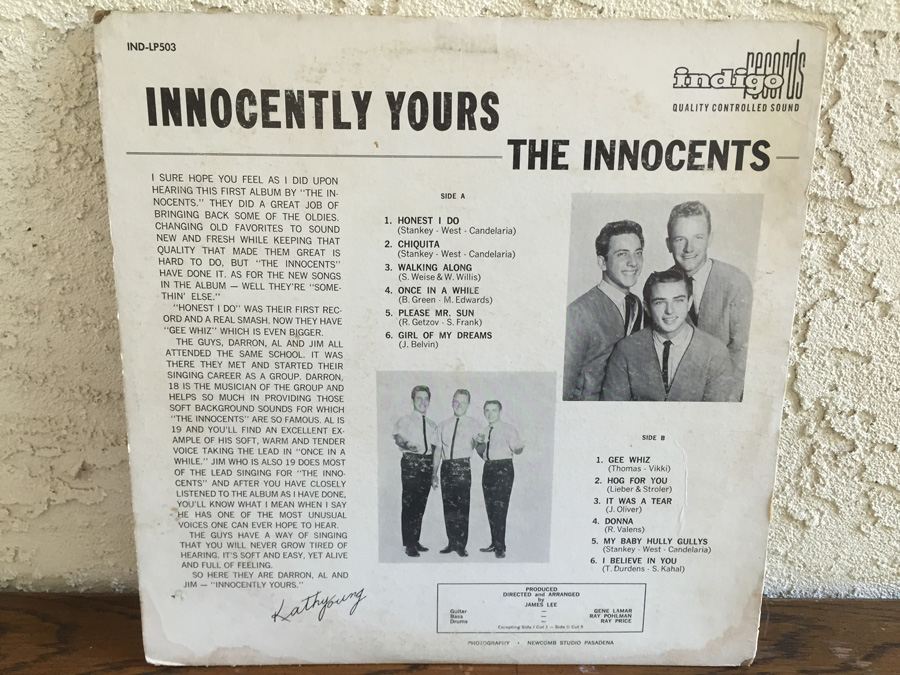 IND-LP503
indigo records
QUALITY CONTROLLED SOUND
INNOCENTLY YOURS
THE INNOCENTS
I SURE HOPE YOU FEEL AS I DID UPON
HEARING THIS FIRST ALBUM BY "THE IN-
NOCENTS." THEY DID A GREAT JOB OF
BRINGING BACK SOME OF THE OLDIES.
CHANGING OLD FAVORITES TO SOUND
NEW AND FRESH WHILE KEEPING THAT
QUALITY THAT MADE THEM GREAT IS
HARD TO DO, BUT "THE INNOCENTS"
HAVE DONE IT. AS FOR THE NEW SONGS
IN THE ALBUM — WELL THEY'RE "SOME-
THIN' ELSE."
"HONEST I DO" WAS THEIR FIRST REC-
ORD AND A REAL SMASH. NOW THEY HAVE
"GEE WHIZ" WHICH IS EVEN BIGGER.
THE GUYS, DARRON, AL AND JIM ALL
ATTENDED THE SAME SCHOOL. IT WAS
THERE THEY MET AND STARTED THEIR
SINGING CAREER AS A GROUP. DARRON,
18 IS THE MUSICIAN OF THE GROUP AND
HELPS SO MUCH IN PROVIDING THOSE
SOFT BACKGROUND SOUNDS FOR WHICH
"THE INNOCENTS" ARE SO FAMOUS. AL IS
19 AND YOU'LL FIND AN EXCELLENT EX-
AMPLE OF HIS SOFT, WARM AND TENDER
VOICE TAKING THE LEAD IN "ONCE IN A
WHILE." JIM WHO IS ALSO 19 DOES MOST
OF THE LEAD SINGING FOR "THE INNO-
CENTS" AND AFTER YOU HAVE CLOSELY
LISTENED TO THE ALBUM AS I HAVE DONE,
YOU'LL KNOW WHAT I MEAN WHEN I SAY
HE HAS ONE OF THE MOST UNUSUAL
VOICES ONE CAN EVER HOPE TO HEAR.
THE GUYS HAVE A WAY OF SINGING
THAT YOU WILL NEVER GROW TIRED OF
HEARING. IT'S SOFT AND EASY, YET ALIVE
AND FULL OF FEELING.
SO HERE THEY ARE DARRON, AL AND
JIM — "INNOCENTLY YOURS."
Kathy Young
SIDE A
1. HONEST I DO
(Stankey - West - Candelaria)
2. CHIQUITA
(Stankey - West - Candelaria)
3. WALKING ALONG
(S. Weise & W. Willis)
4. ONCE IN A WHILE
(B. Green - M. Edwards)
5. PLEASE MR. SUN
(R. Getzov - S. Frank)
6. GIRL OF MY DREAMS
(J. Belvin)
SIDE B
1. GEE WHIZ
(Thomas - Vikki)
2. HOG FOR YOU
(Lieber & Stroler)
3. IT WAS A TEAR
(J. Oliver)
4. DONNA
(R. Valens)
5. MY BABY HULLY GULLYS
(Stankey - West - Candelaria)
6. I BELIEVE IN YOU
(T. Durdens - S. Kahal)
PRODUCED
DIRECTED and ARRANGED
by
JAMES LEE
Guitar — GENE LAMAR
Bass — RAY POHLMAN
Drums — RAY PRICE
Excepting Side I Cut 1 — Side II Cut 5
PHOTOGRAPHY • NEWCOMB STUDIO PASADENA